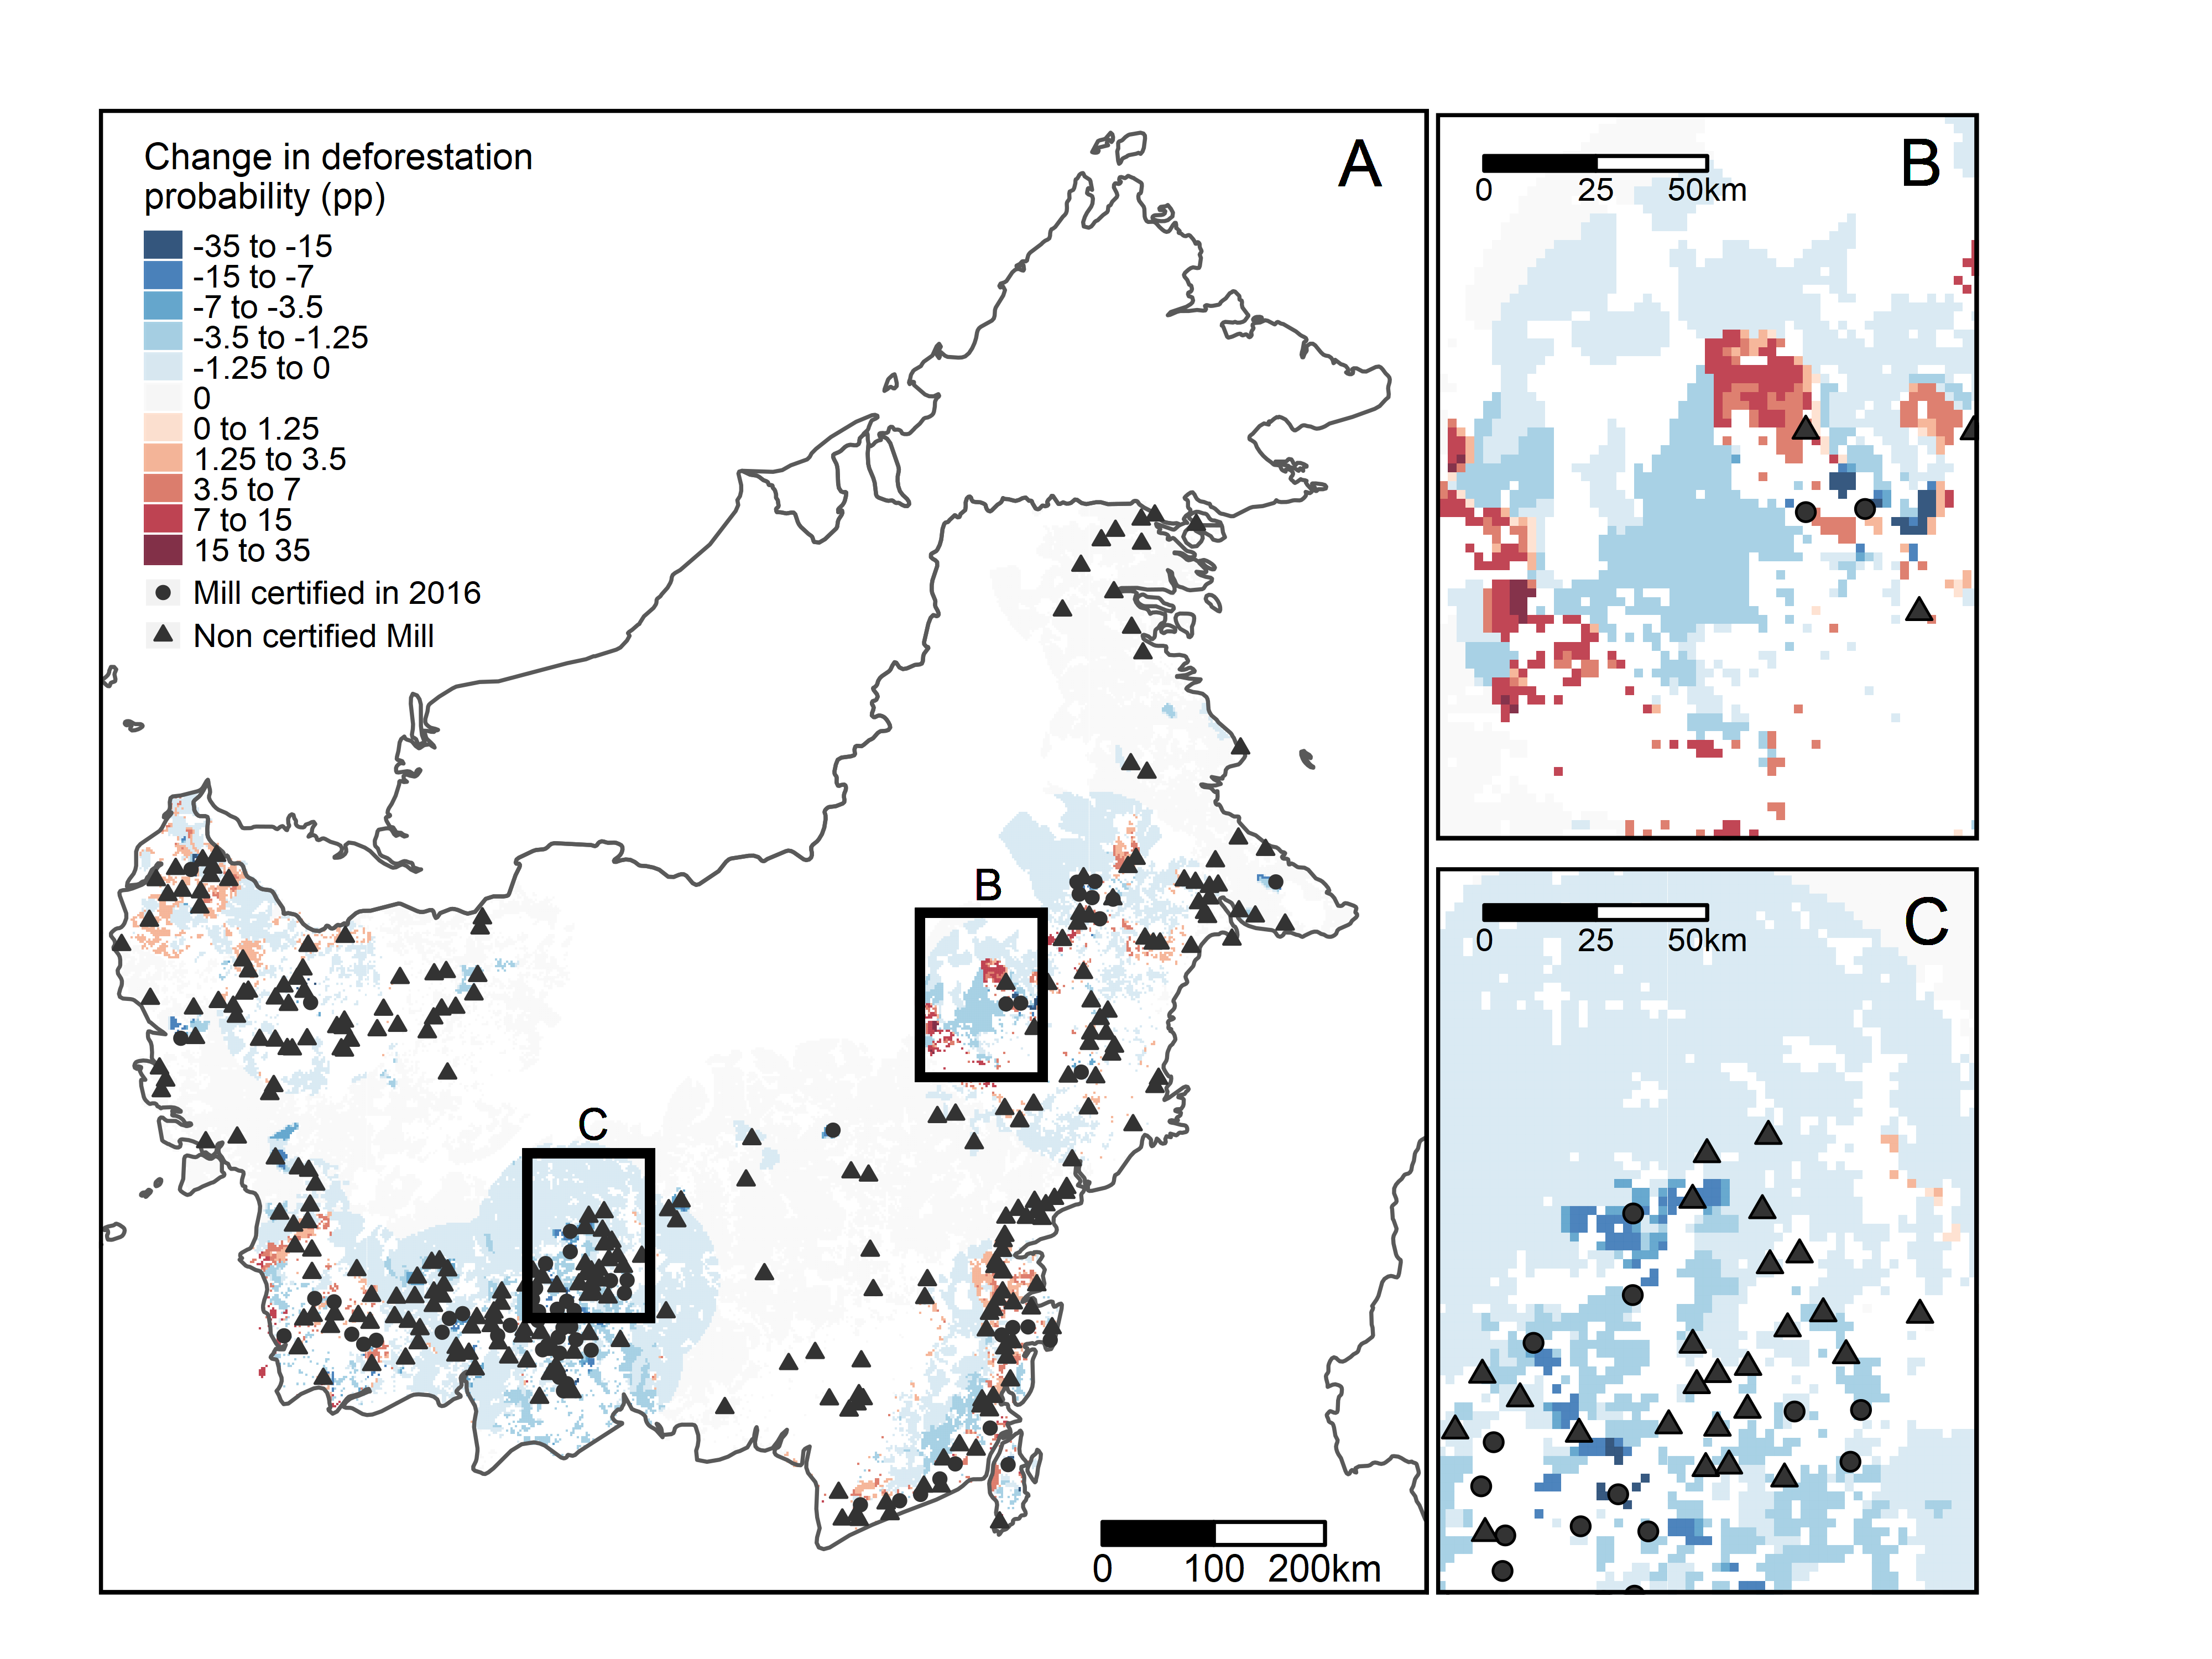 A
Change in deforestation
probability (pp)
-35 to -15
-15 to -7
-7 to -3.5
-3.5 to -1.25
-1.25 to 0
0
0 to 1.25
1.25 to 3.5
3.5 to 7
7 to 15
15 to 35
Mill certified in 2016
Non certified Mill
B
C
0 100 200km
B
0 25 50km
C
0 25 50km